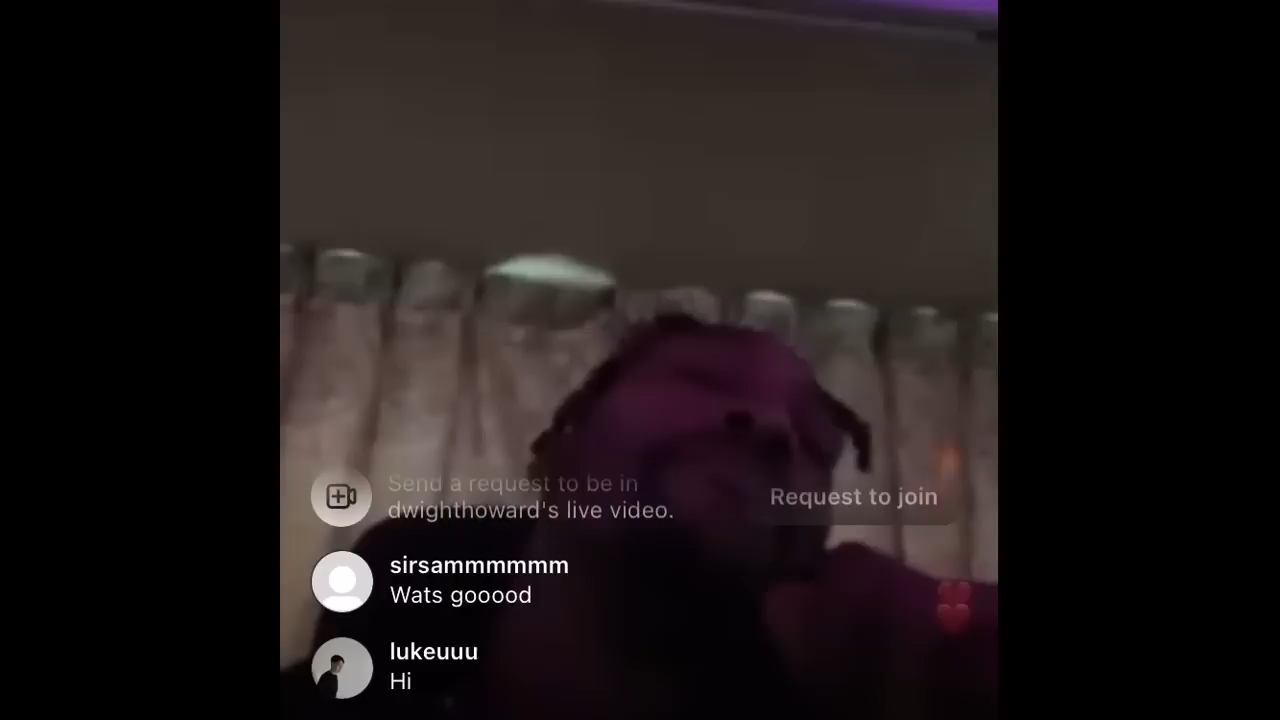 Send a request to be in
dwighthoward's live video.
Request to join
sirsammmmmm
Wats gooood
lukeuuu
Hi